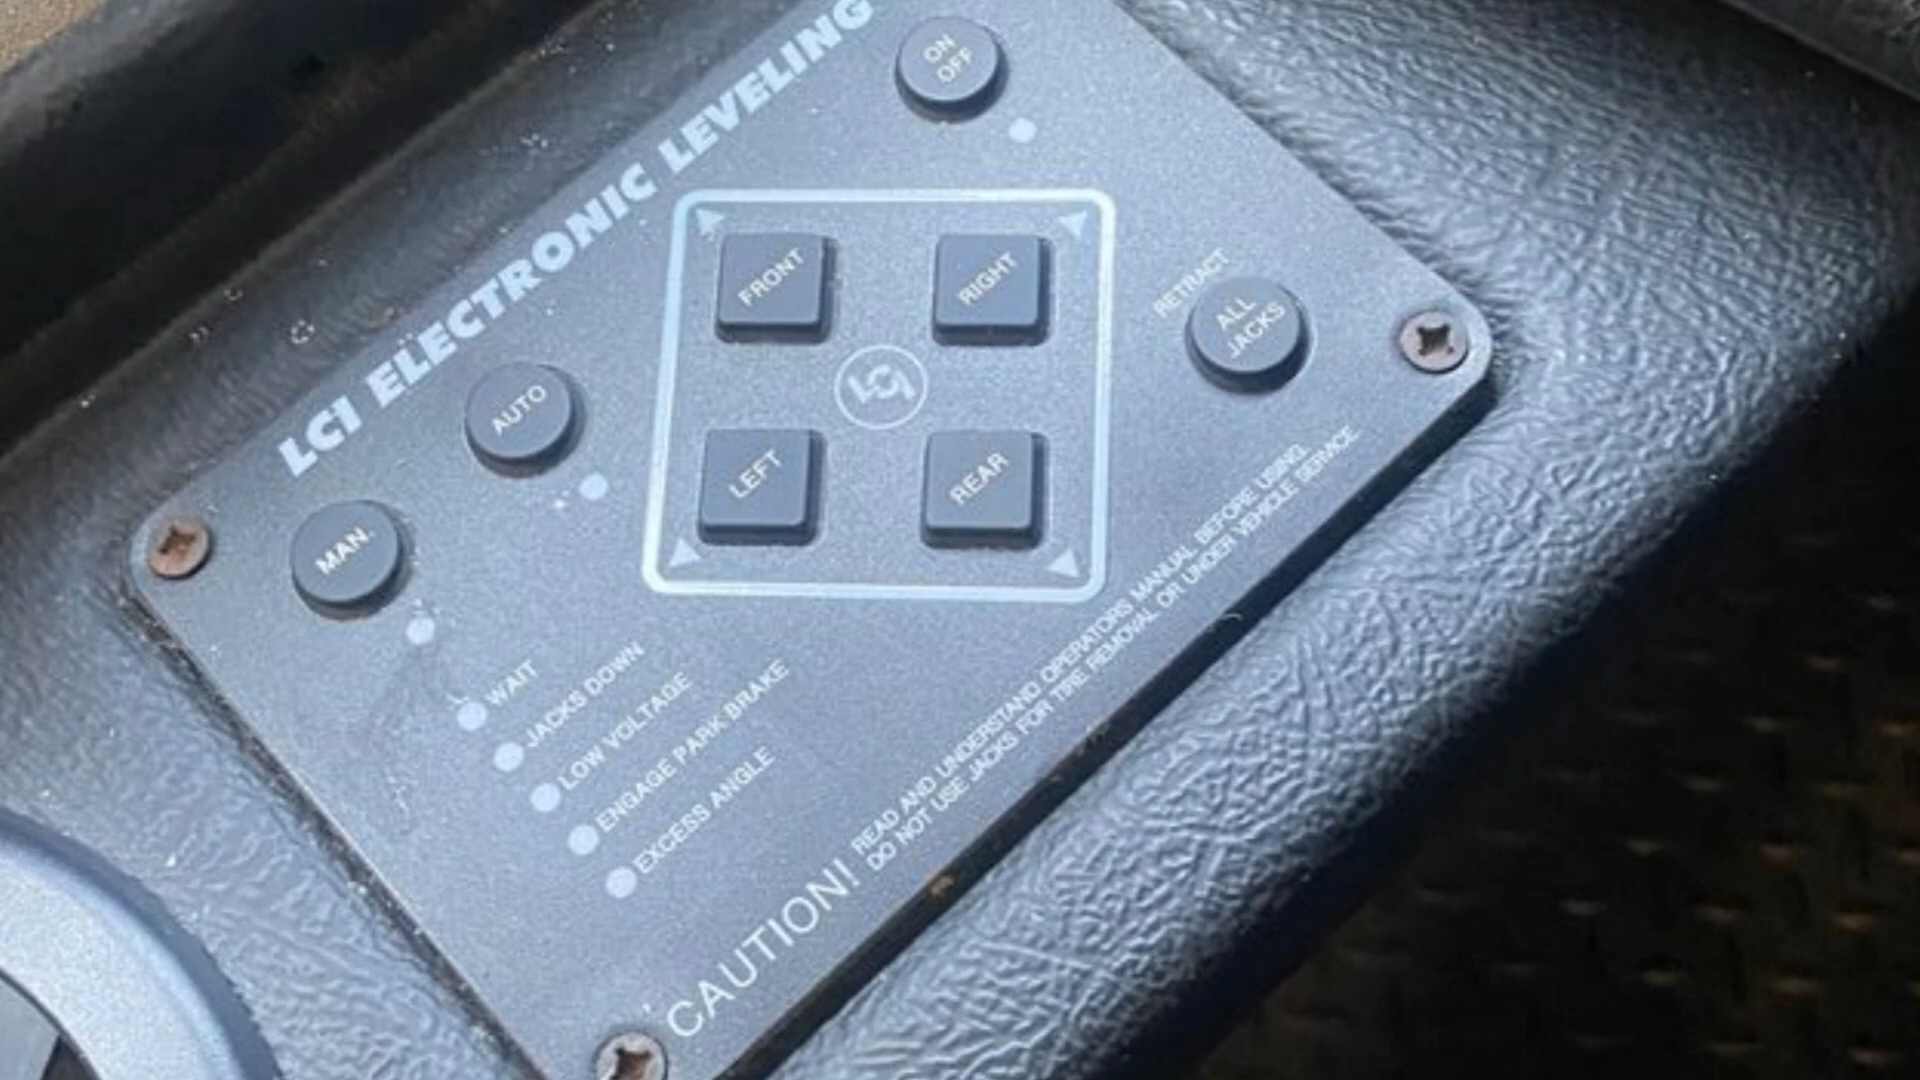 LCI ELECTRONIC LEVELING
ON
OFF
MAN.
AUTO
FRONT
RIGHT
LEFT
REAR
LCI
RETRACT
ALL
JACKS
WAIT
JACKS DOWN
LOW VOLTAGE
ENGAGE PARK BRAKE
EXCESS ANGLE
CAUTION!
READ AND UNDERSTAND OPERATORS MANUAL BEFORE USING.
DO NOT USE JACKS FOR TIRE REMOVAL OR UNDER VEHICLE SERVICE.